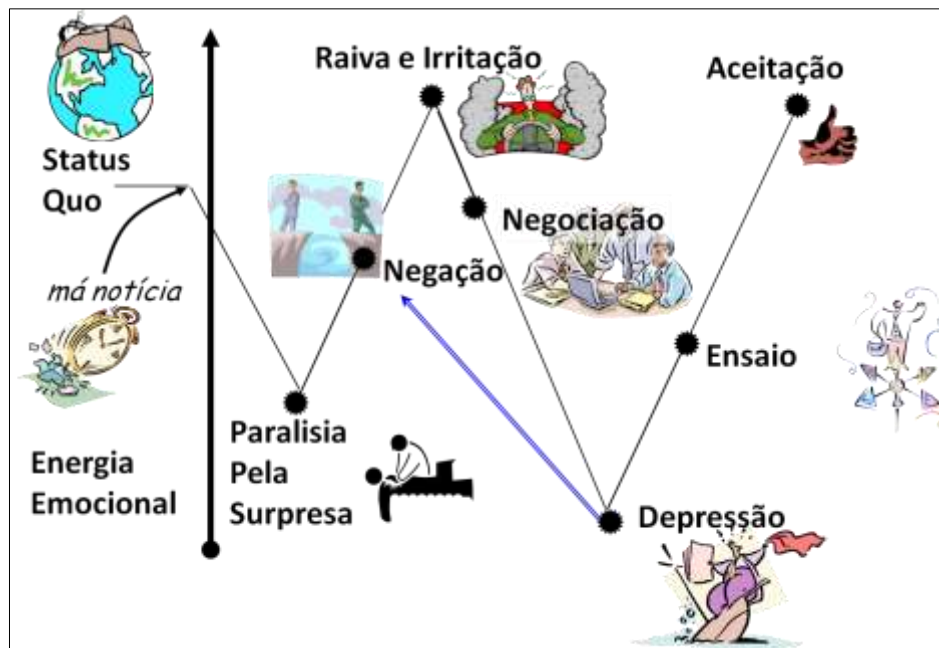 Raiva e Irritação
Aceitação
Status
Quo
Negociação
Negação
má notícia
Ensaio
Paralisia
Pela
Surpresa
Energia
Emocional
Depressão